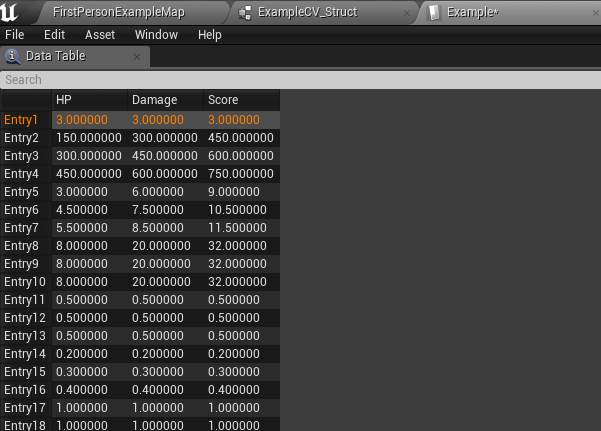 FirstPersonExampleMap ExampleCV_Struct Example*
File Edit Asset Window Help
Data Table
Search
HP Damage Score
Entry1 3.000000 3.000000 3.000000
Entry2 150.000000 300.000000 450.000000
Entry3 300.000000 450.000000 600.000000
Entry4 450.000000 600.000000 750.000000
Entry5 3.000000 6.000000 9.000000
Entry6 4.500000 7.500000 10.500000
Entry7 5.500000 8.500000 11.500000
Entry8 8.000000 20.000000 32.000000
Entry9 8.000000 20.000000 32.000000
Entry10 8.000000 20.000000 32.000000
Entry11 0.500000 0.500000 0.500000
Entry12 0.500000 0.500000 0.500000
Entry13 0.500000 0.500000 0.500000
Entry14 0.200000 0.200000 0.200000
Entry15 0.300000 0.300000 0.300000
Entry16 0.400000 0.400000 0.400000
Entry17 1.000000 1.000000 1.000000
Entry18 1.000000 1.000000 1.000000